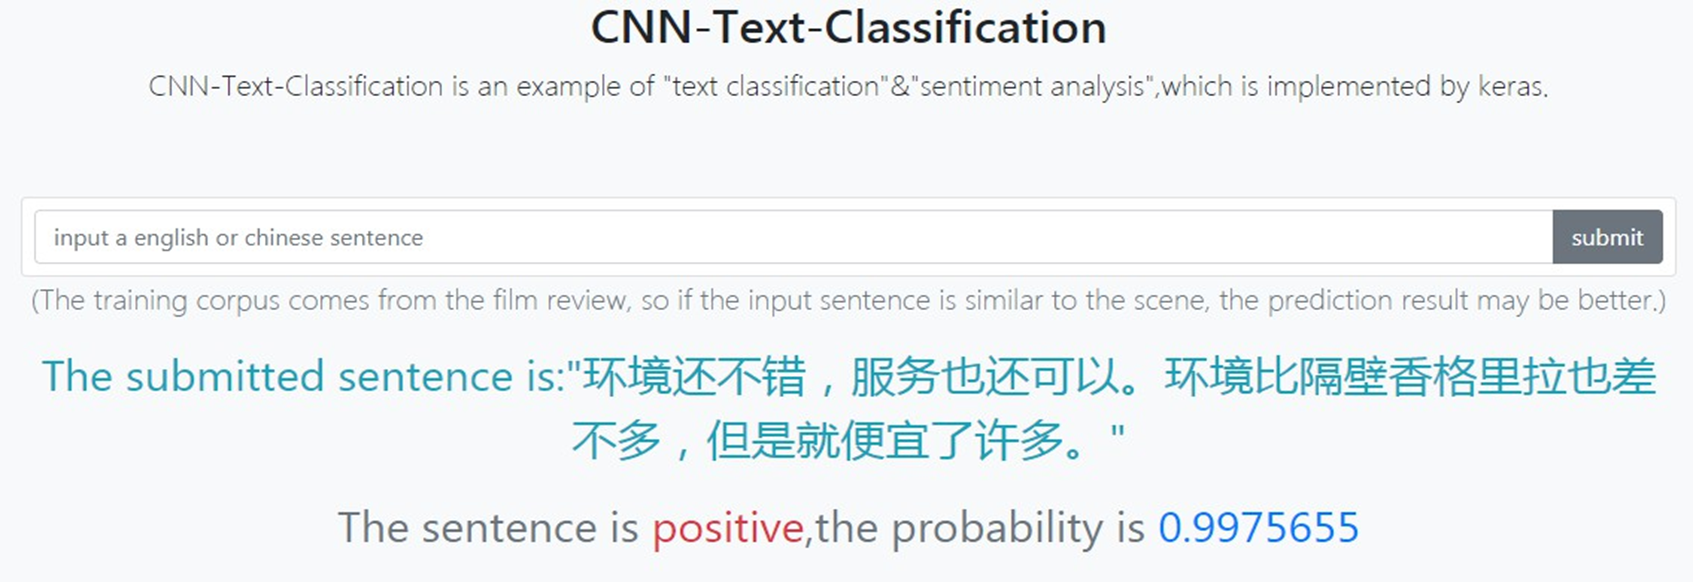 CNN-Text-Classification
CNN-Text-Classification is an example of "text classification"&"sentiment analysis",which is implemented by keras.
input a english or chinese sentence
submit
(The training corpus comes from the film review, so if the input sentence is similar to the scene, the prediction result may be better.)
The submitted sentence is:"环境还不错，服务也还可以。环境比隔壁香格里拉也差
不多，但是就便宜了许多。"
The sentence is positive,the probability is 0.9975655